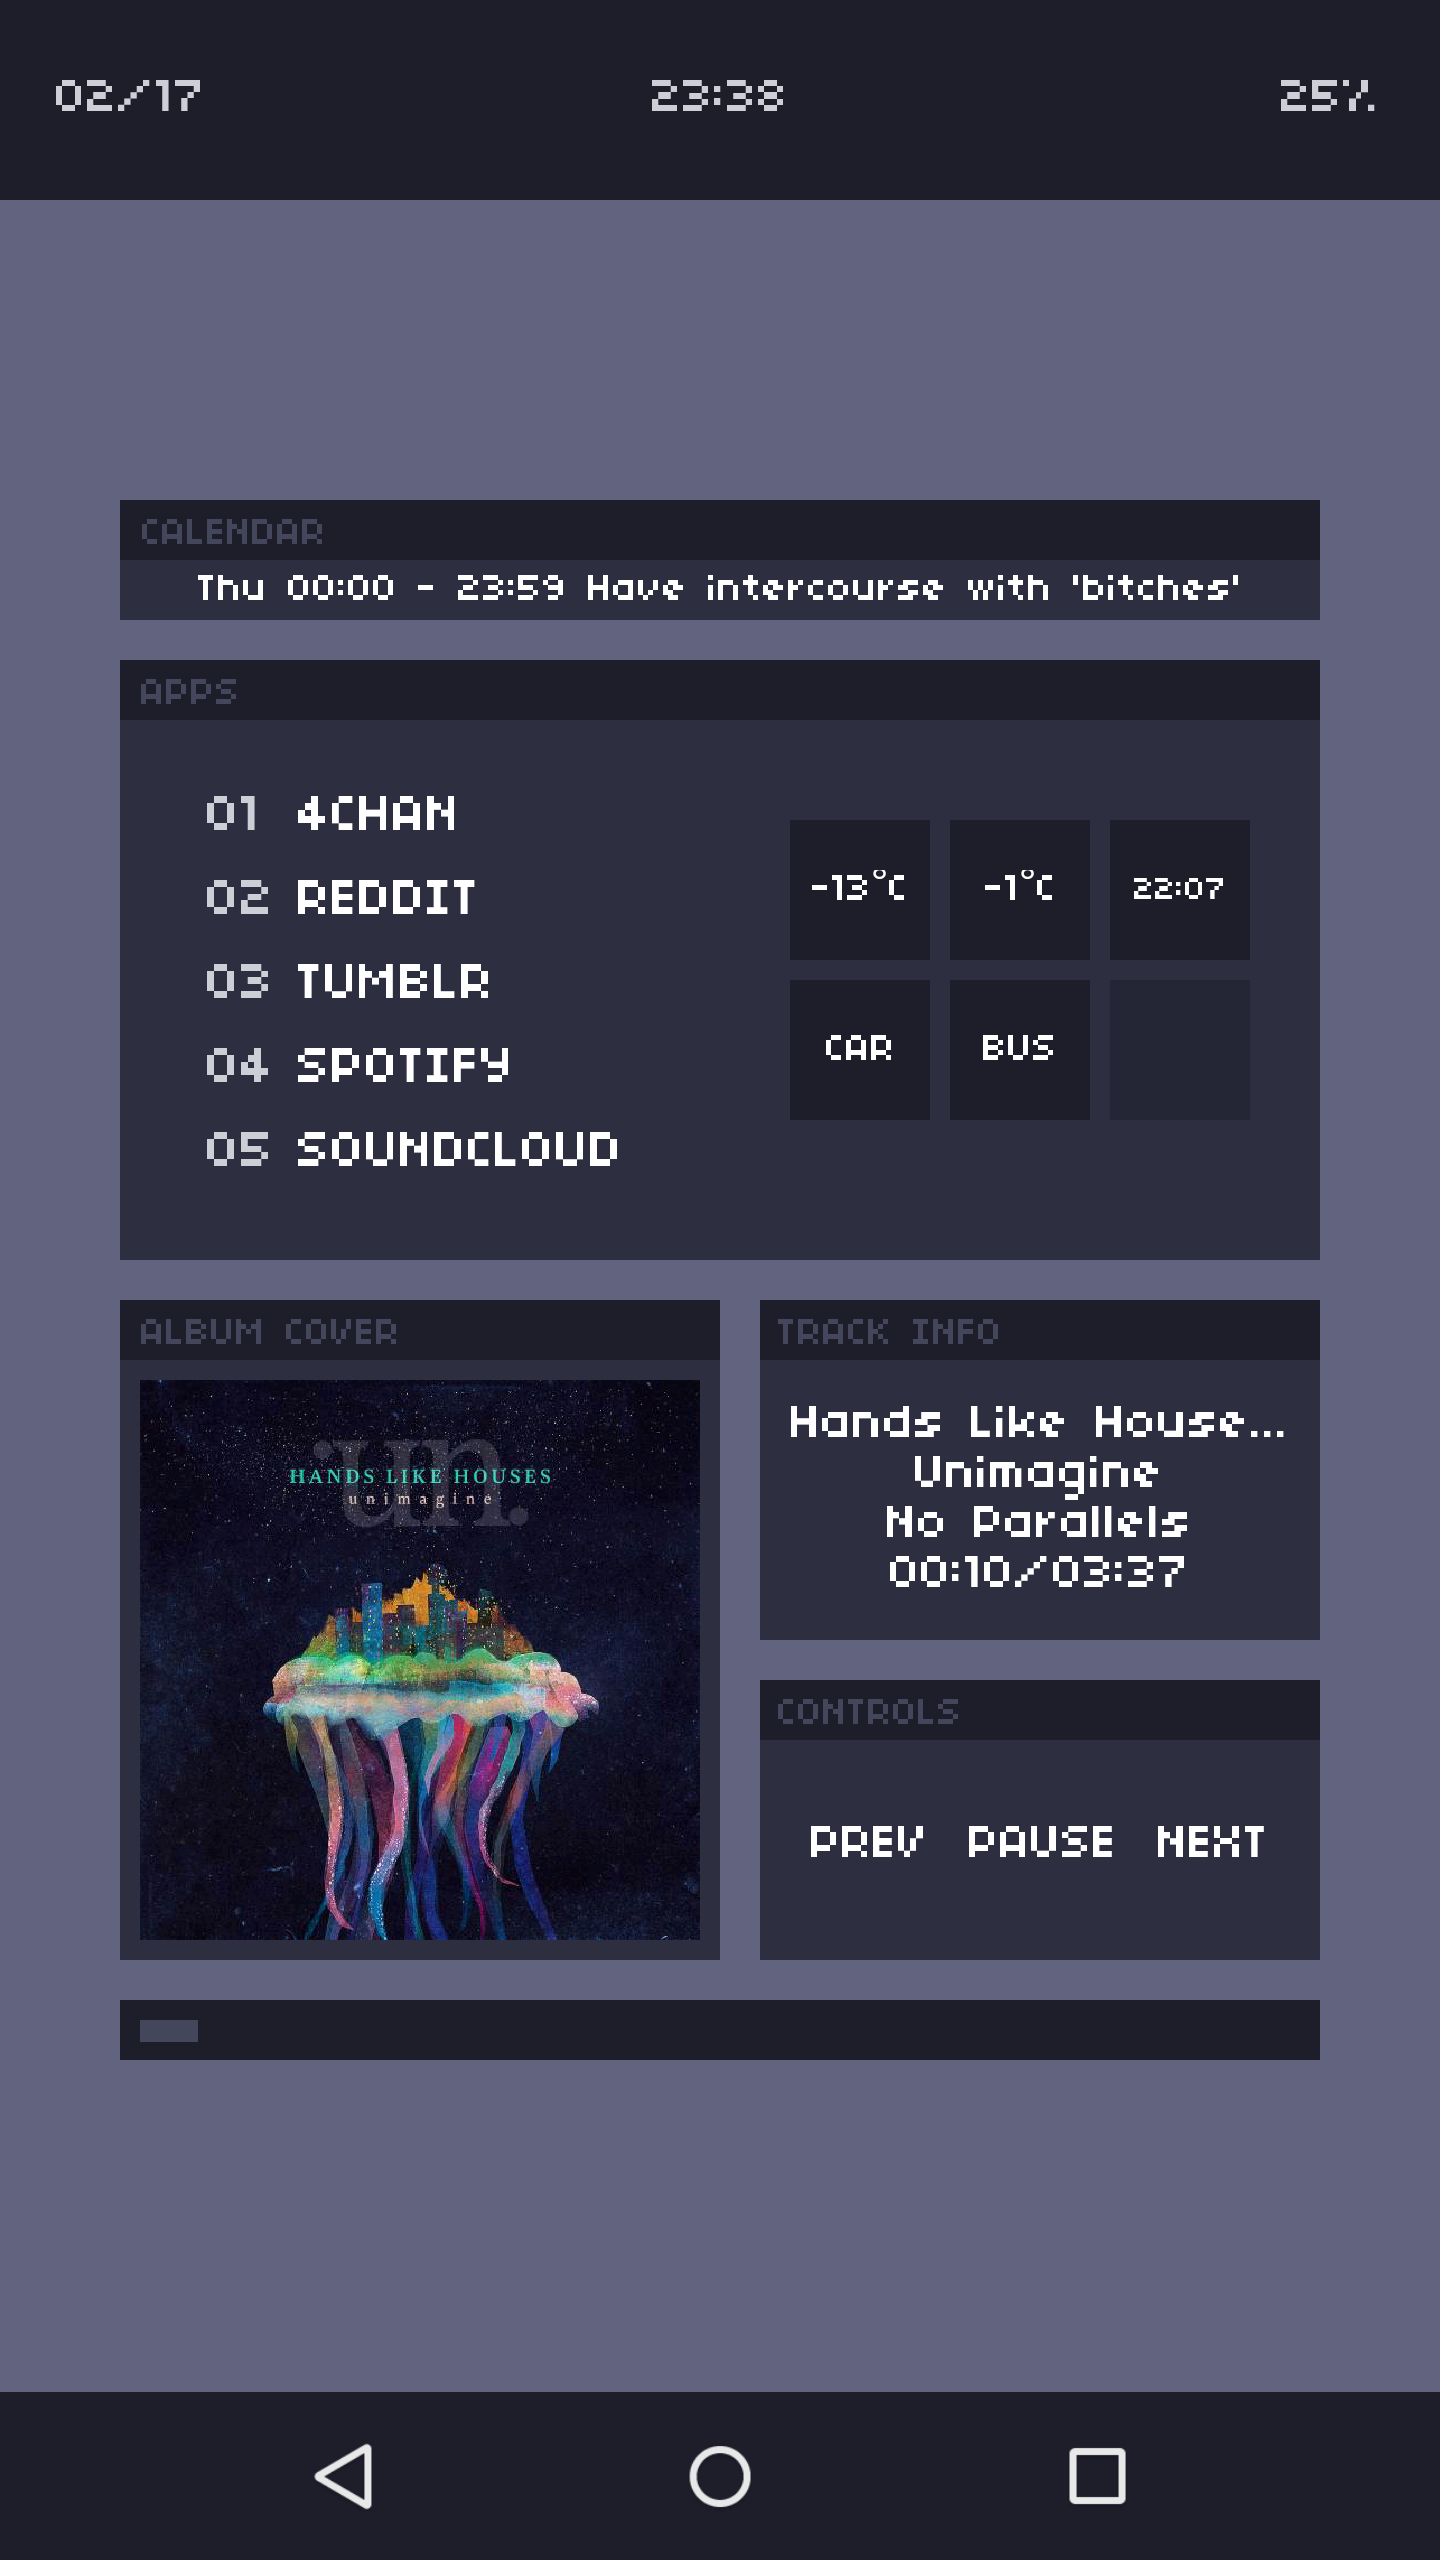 02/17 23:38 25%
CALENDAR
Thu 00:00 - 23:59 Have intercourse with 'bitches'
APPS
01 4CHAN
02 REDDIT
03 TUMBLR
04 SPOTIFY
05 SOUNDCLOUD
-13°C -1°C 22:07
CAR BUS
ALBUM COVER
un.
HANDS LIKE HOUSES
unimagine
TRACK INFO
Hands Like House...
Unimagine
No Parallels
00:10/03:37
CONTROLS
PREV PAUSE NEXT